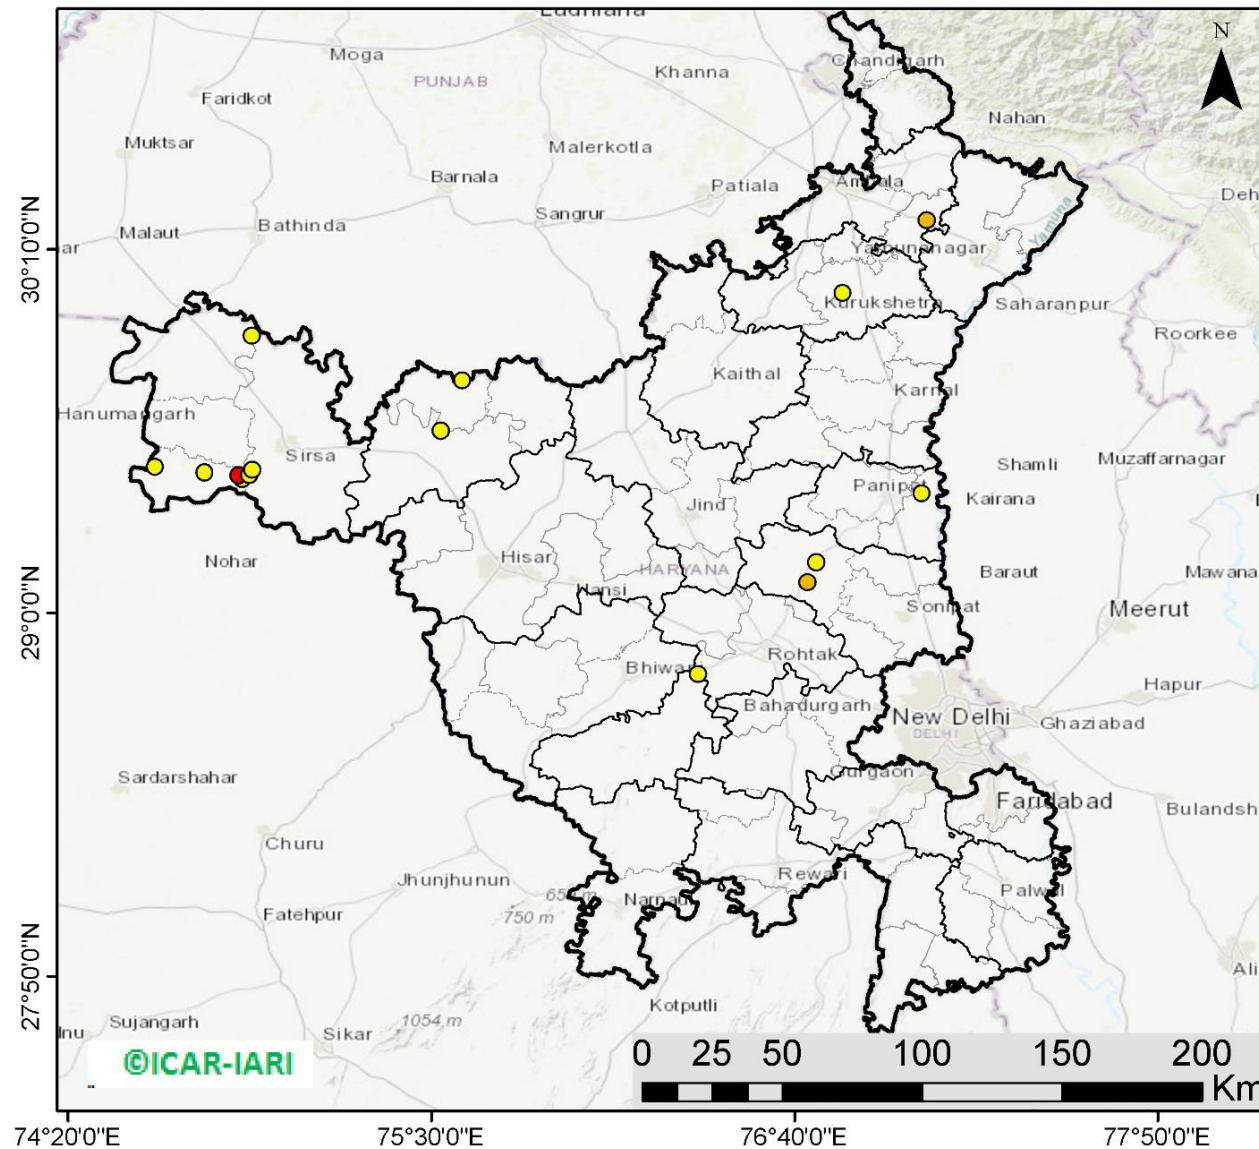 Ludhiana
N
Moga
Chandigarh
Khanna
PUNJAB
Faridkot
Nahan
Muktsar
Malerkotla
Barnala
Patiala
Ambala
Sangrur
Bathinda
Malaut
Yamuna
Yamunanagar
30°10'0"N
Kurukshetra
Saharanpur
Roorkee
Kaithal
Karnal
Hanumangarh
Sirsa
Shamli
Muzaffarnagar
Panipat
Kairana
Jind
Nohar
Hisar
HARYANA
Baraut
Mawana
Hansi
Sonipat
Meerut
29°0'0"N
Rohtak
Bhiwani
Hapur
Bahadurgarh
New Delhi
Ghaziabad
DELHI
Gurgaon
Sardarshahar
Faridabad
Bulandsh
Churu
Jhunjhunun
Rewari
Palwal
Narnaul
750 m
Fatehpur
27°50'0"N
Ali
Kotputli
Sujangarh
1054 m
Sikar
©ICAR-IARI
0 25 50 100 150 200
Km
74°20'0"E 75°30'0"E 76°40'0"E 77°50'0"E